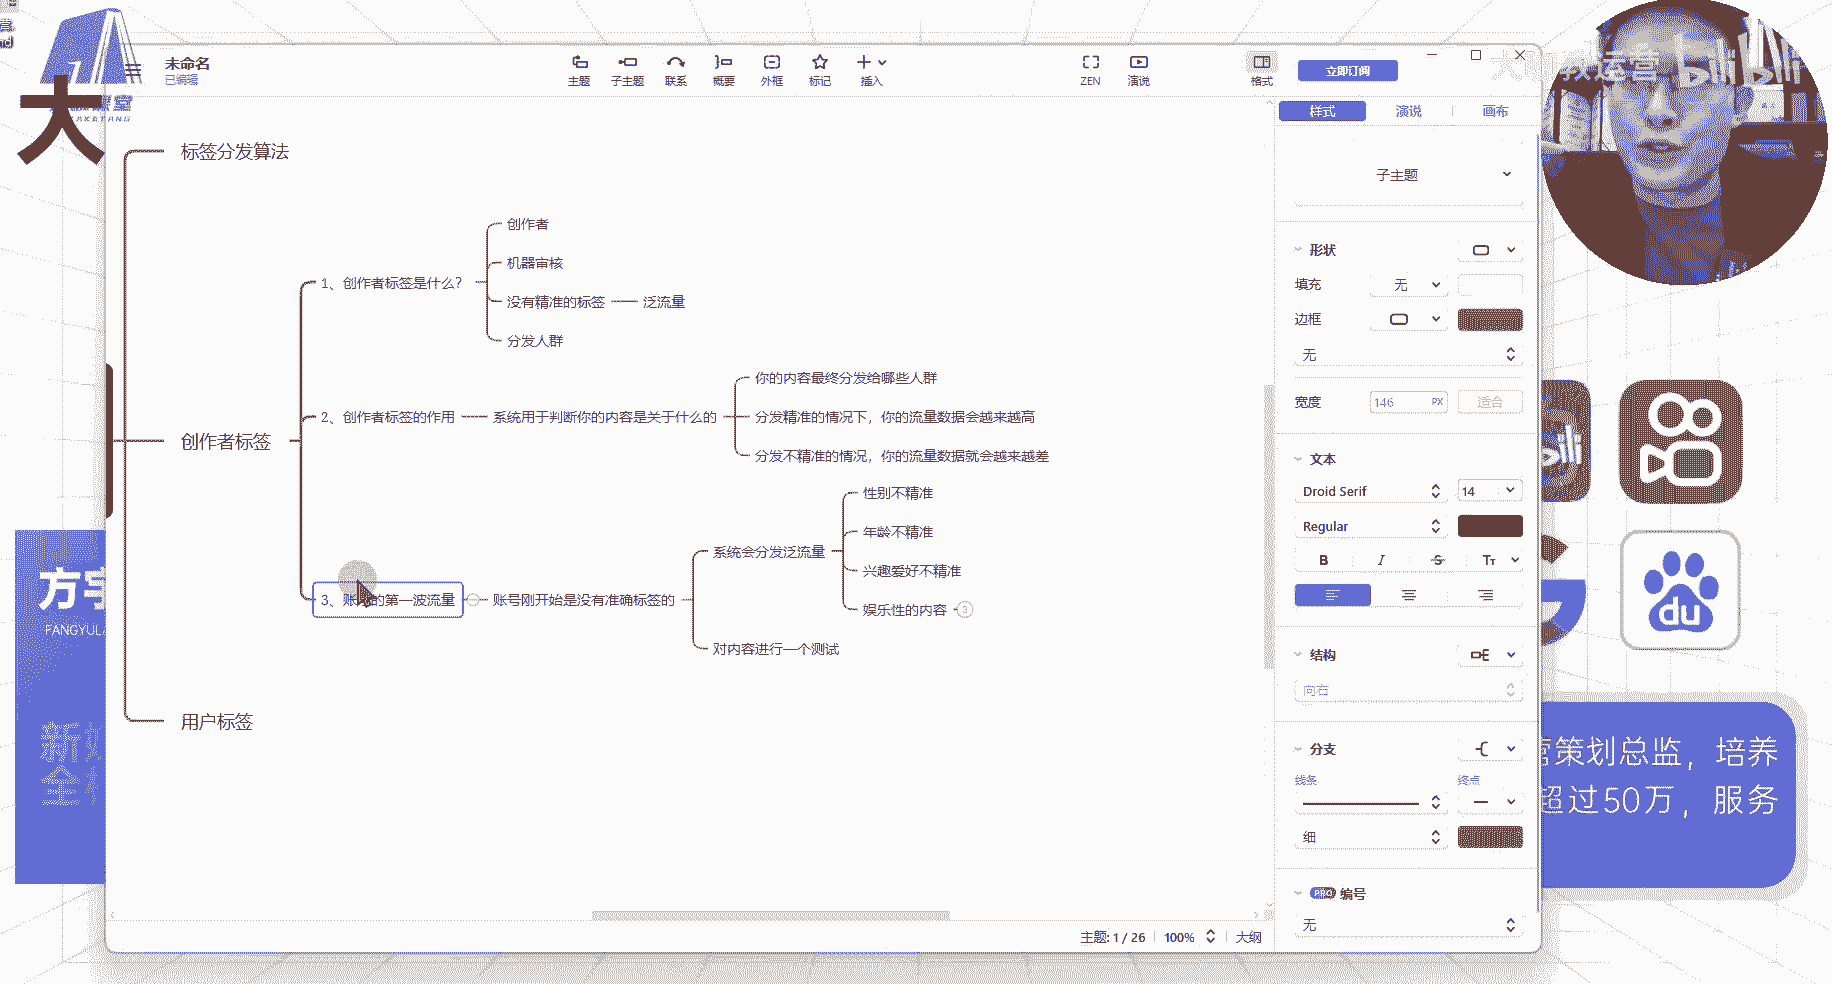 未命名
已编辑
主题
子主题
联系
概要
外框
标记
插入
ZEN
演说
格式
立即订阅
大
标签分发算法
创作者标签
1、创作者标签是什么？
创作者
机器审核
没有精准的标签
泛流量
分发人群
2、创作者标签的作用
系统用于判断你的内容是关于什么的
你的内容最终分发给哪些人群
分发精准的情况下，你的流量数据会越来越高
分发不精准的情况，你的流量数据就会越来越差
的第一波流量
账号刚开始是没有准确标签的
系统会分发泛流量
性别不精准
年龄不精准
兴趣爱好不精准
娱乐性的内容
3
对内容进行一个测试
用户标签
样式
演说
画布
子主题
形状
填充
无
边框
无
宽度
146
PX
适合
文本
Droid Serif
14
Regular
B
I
S
Tт
结构
向右
分支
线条
终点
细
PRO 编号
无
主题: 1 / 26
100%
大纲
教运营
bilibili
du
营策划总监，培养
超过50万，服务
FANGYUL